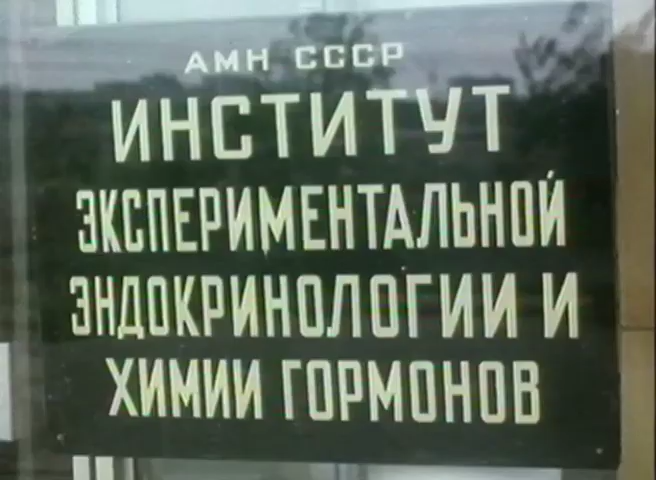 АМН СССР
ИНСТИТУТ
ЭКСПЕРИМЕНТАЛЬНОЙ
ЭНДОКРИНОЛОГИИ И
ХИМИИ ГОРМОНОВ